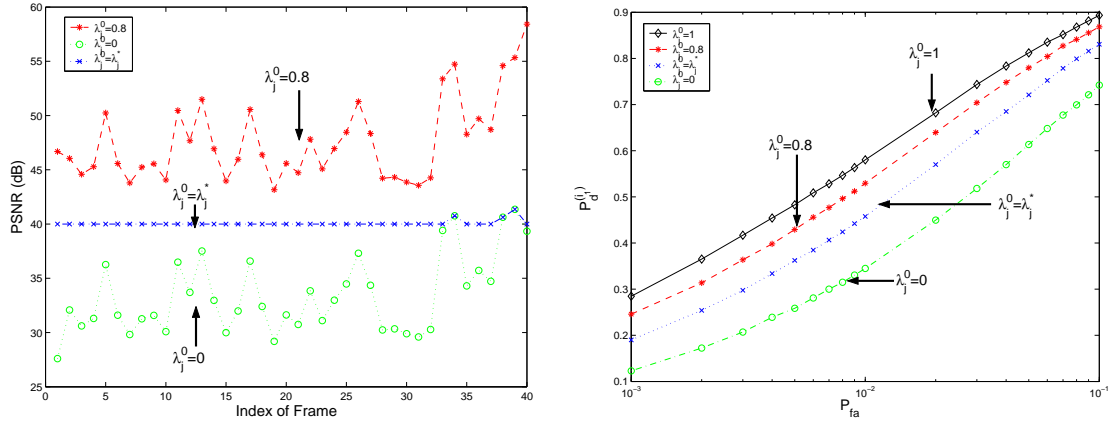 60
55
50
45
40
35
30
25
PSNR (dB)
λ_j^0=0.8
λ_j^0=0
λ_j^0=λ_j^*
λ_j^0=0.8
λ_j^0=λ_j^*
λ_j^0=0
0 5 10 15 20 25 30 35 40
Index of Frame
0.9
0.8
0.7
0.6
0.5
0.4
0.3
0.2
0.1
P_d^{(i_1)}
λ_j^0=1
λ_j^0=0.8
λ_j^0=λ_j^*
λ_j^0=0
λ_j^0=1
λ_j^0=0.8
λ_j^0=λ_j^*
λ_j^0=0
10^{-3} 10^{-2} 10^{-1}
P_{fa}